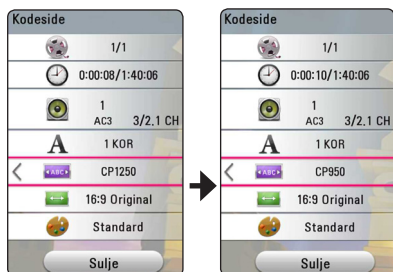 Kodeside
1/1
0:00:08/1:40:06
1
AC3 3/2.1 CH
A 1 KOR
ABC CP1250
16:9 Original
Standard
Sulje
Kodeside
1/1
0:00:10/1:40:06
1
AC3 3/2.1 CH
A 1 KOR
ABC CP950
16:9 Original
Standard
Sulje